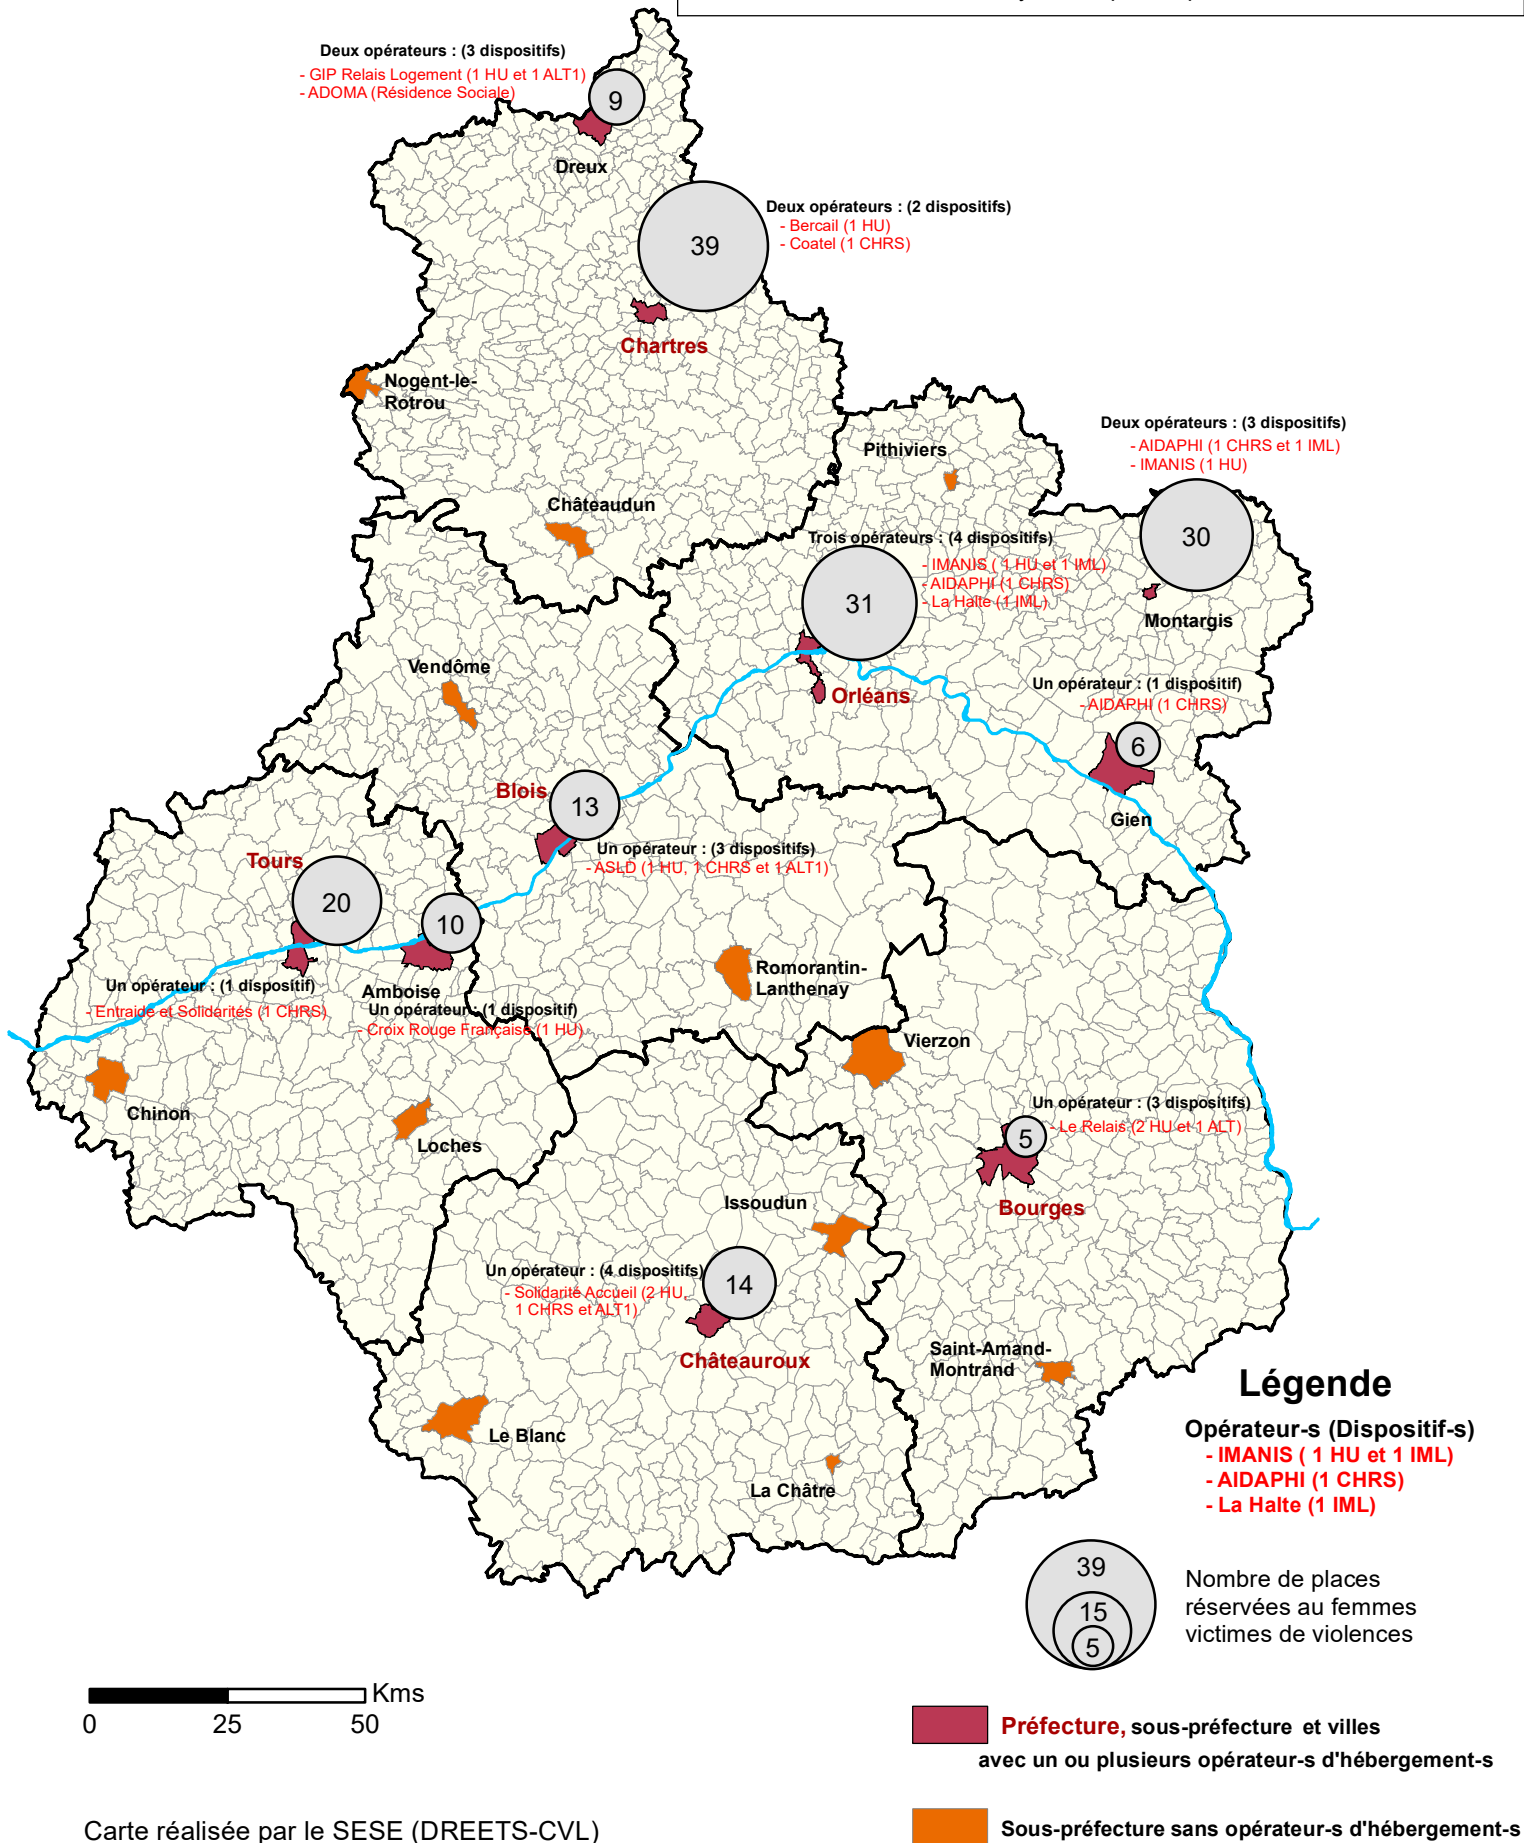 Deux opérateurs : (3 dispositifs)
- GIP Relais Logement (1 HU et 1 ALT1)
- ADOMA (Résidence Sociale)
9
Dreux
Deux opérateurs : (2 dispositifs)
- Bercail (1 HU)
- Coatel (1 CHRS)
39
Chartres
Nogent-le-
Rotrou
Châteaudun
Pithiviers
Deux opérateurs : (3 dispositifs)
- AIDAPHI (1 CHRS et 1 IML)
- IMANIS (1 HU)
30
Montargis
Trois opérateurs : (4 dispositifs)
- IMANIS ( 1 HU et 1 IML)
- AIDAPHI (1 CHRS)
- La Halte (1 IML)
31
Orléans
Vendôme
Un opérateur : (1 dispositif)
- AIDAPHI (1 CHRS)
6
Gien
Blois
13
Un opérateur : (3 dispositifs)
- ASLD (1 HU, 1 CHRS et 1 ALT1)
Tours
20
10
Un opérateur : (1 dispositif)
- Entraide et Solidarités (1 CHRS)
Amboise
Un opérateur : (1 dispositif)
- Croix Rouge Française (1 HU)
Romorantin-
Lanthenay
Vierzon
Chinon
Loches
Un opérateur : (3 dispositifs)
- Le Relais (2 HU et 1 ALT)
5
Bourges
Issoudun
Un opérateur : (4 dispositifs)
- Solidarité Accueil (2 HU,
1 CHRS et ALT1)
14
Châteauroux
Saint-Amand-
Montrand
Le Blanc
La Châtre
Légende
Opérateur-s (Dispositif-s)
- IMANIS ( 1 HU et 1 IML)
- AIDAPHI (1 CHRS)
- La Halte (1 IML)
39
15
5
Nombre de places
réservées au femmes
victimes de violences
Kms
0 25 50
Préfecture, sous-préfecture et villes
avec un ou plusieurs opérateur-s d'hébergement-s
Sous-préfecture sans opérateur-s d'hébergement-s
Carte réalisée par le SESE (DREETS-CVL)